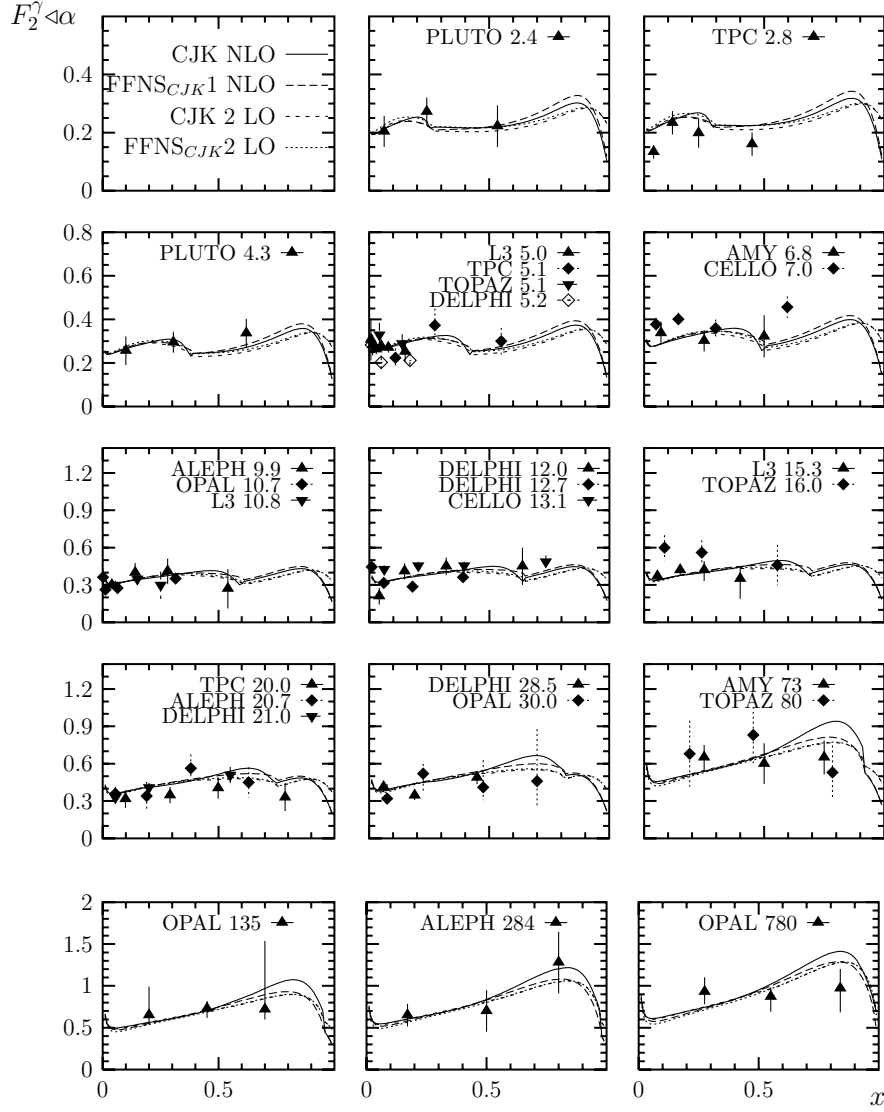 F₂^γ ◁α
CJK NLO
FFNS_CJK1 NLO
CJK 2 LO
FFNS_CJK2 LO
PLUTO 2.4
TPC 2.8
0.4
0.2
0
PLUTO 4.3
L3 5.0
TPC 5.1
TOPAZ 5.1
DELPHI 5.2
AMY 6.8
CELLO 7.0
0.8
0.6
0.4
0.2
0
ALEPH 9.9
OPAL 10.7
L3 10.8
DELPHI 12.0
DELPHI 12.7
CELLO 13.1
L3 15.3
TOPAZ 16.0
1.2
0.9
0.6
0.3
0
TPC 20.0
ALEPH 20.7
DELPHI 21.0
DELPHI 28.5
OPAL 30.0
AMY 73
TOPAZ 80
1.2
0.9
0.6
0.3
0
OPAL 135
ALEPH 284
OPAL 780
2
1.5
1
0.5
0
0 0.5 0 0.5 0 0.5 x